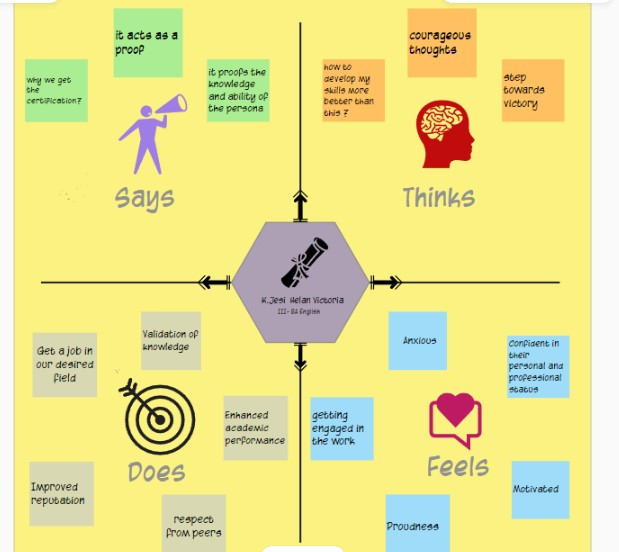 it acts as a
proof
why we get
the
certification?
it proofs the
knowledge
and ability of
the persona
Says
courageous
thoughts
how to
develop my
skills more
better than
this ?
step
towards
victory
Thinks
K.Jesi Helan Victoria
III- BA English
Validation of
knowledge
Get a job in
our desired
field
Enhanced
academic
performance
Does
Improved
reputation
respect
from peers
Anxious
Confident in
their
personal and
professional
status
getting
engaged in
the work
Feels
Motivated
Proudness